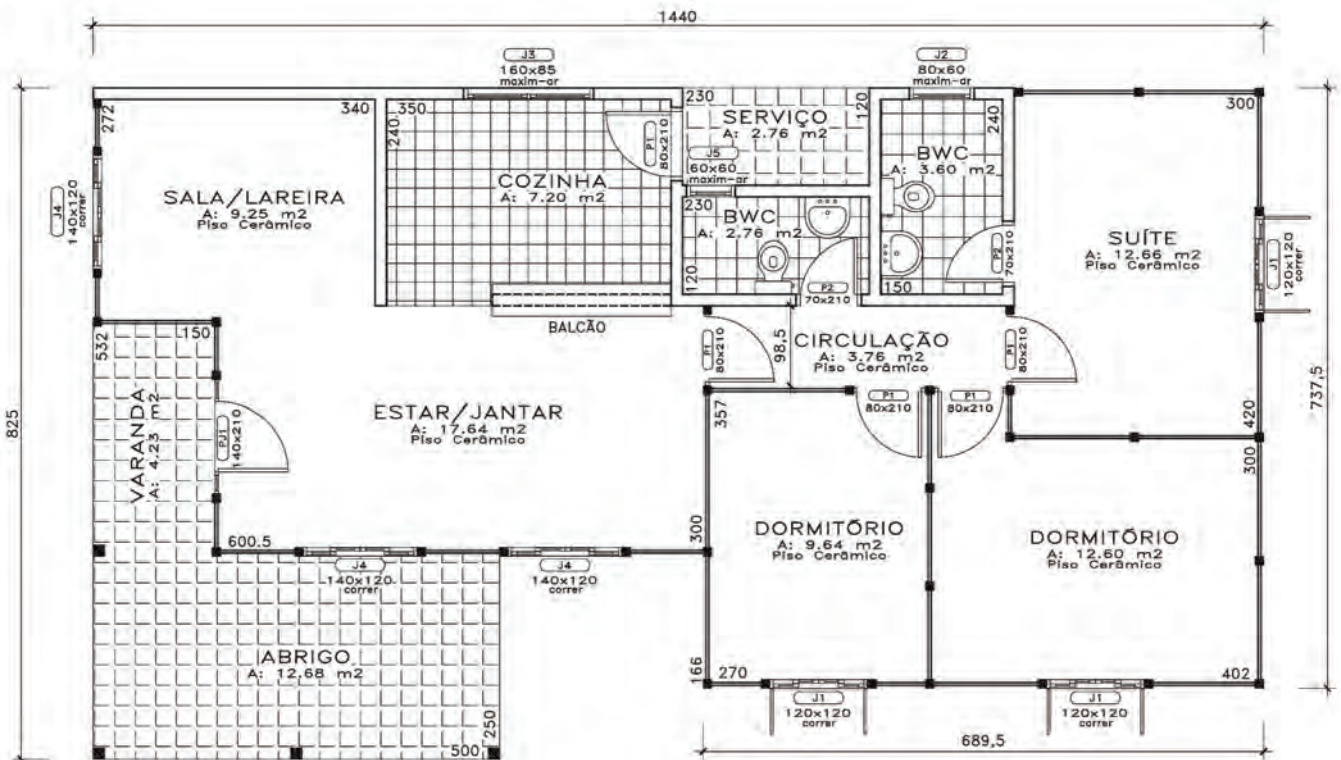 1440
J3
160x85
maxim-ar
J2
80x60
maxim-ar
272
340
350
240
P1
80x210
230
120
SERVIÇO
A: 2.76 m2
J5
60x60
maxim-ar
240
BWC
A: 3.60 m2
300
J4
140x120
correr
SALA/LAREIRA
A: 9.25 m2
Piso Cerâmico
COZINHA
A: 7.20 m2
230
BWC
A: 2.76 m2
120
P2
70x210
150
P2
70x210
SUÍTE
A: 12.66 m2
Piso Cerâmico
J1
120x120
correr
825
532
150
BALCÃO
P1
80x210
98,5
CIRCULAÇÃO
A: 3.76 m2
P1
80x210
737,5
VARANDA
A: 4.23 m2
PJ1
140x210
ESTAR/JANTAR
A: 17.64 m2
Piso Cerâmico
357
P1
80x210
P1
80x210
420
300
600.5
300
J4
140x120
correr
J4
140x120
correr
DORMITÓRIO
A: 9.64 m2
Piso Cerâmico
DORMITÓRIO
A: 12.60 m2
Piso Cerâmico
ABRIGO
A: 12.68 m2
166
270
402
J1
120x120
correr
J1
120x120
correr
250
500
689,5